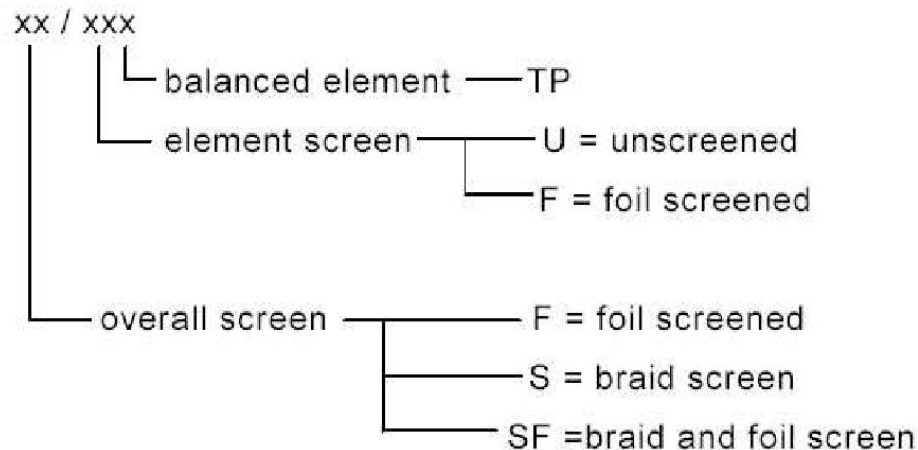 xx / xxx
balanced element TP
element screen U = unscreened
F = foil screened
overall screen F = foil screened
S = braid screen
SF =braid and foil screen